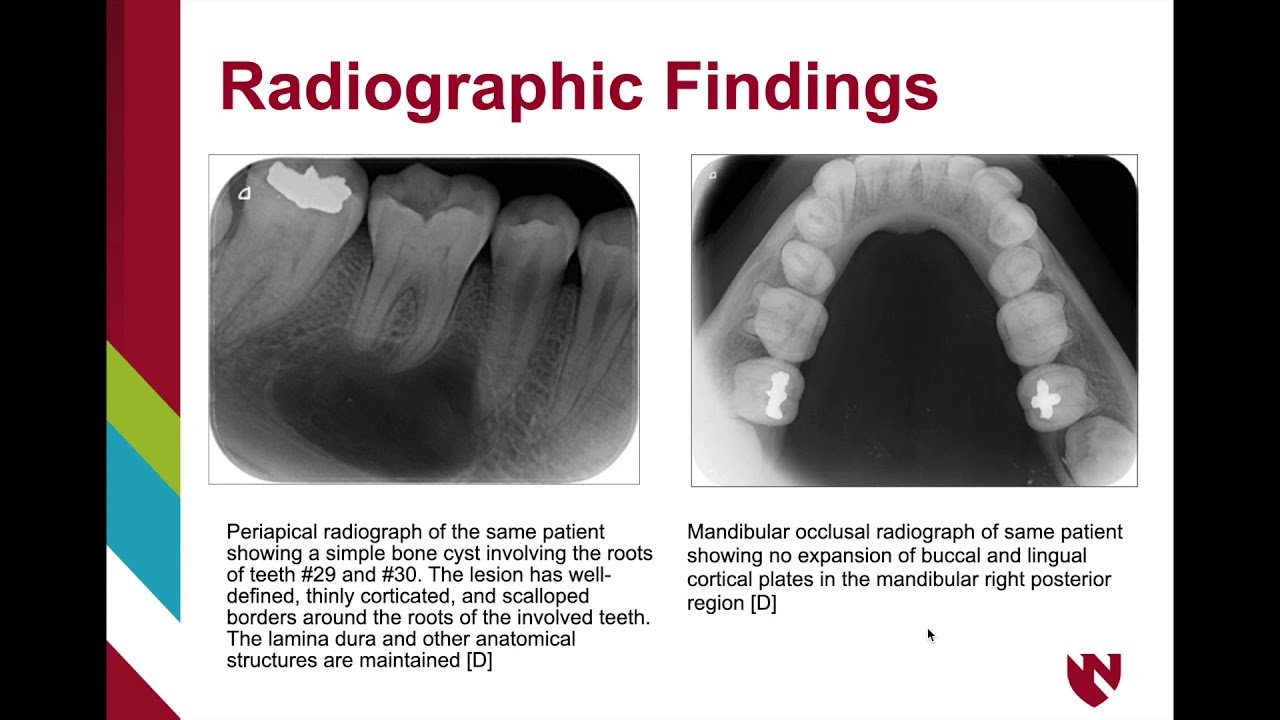 Radiographic Findings
Periapical radiograph of the same patient
showing a simple bone cyst involving the roots
of teeth #29 and #30. The lesion has well-
defined, thinly corticated, and scalloped
borders around the roots of the involved teeth.
The lamina dura and other anatomical
structures are maintained [D]
Mandibular occlusal radiograph of same patient
showing no expansion of buccal and lingual
cortical plates in the mandibular right posterior
region [D]